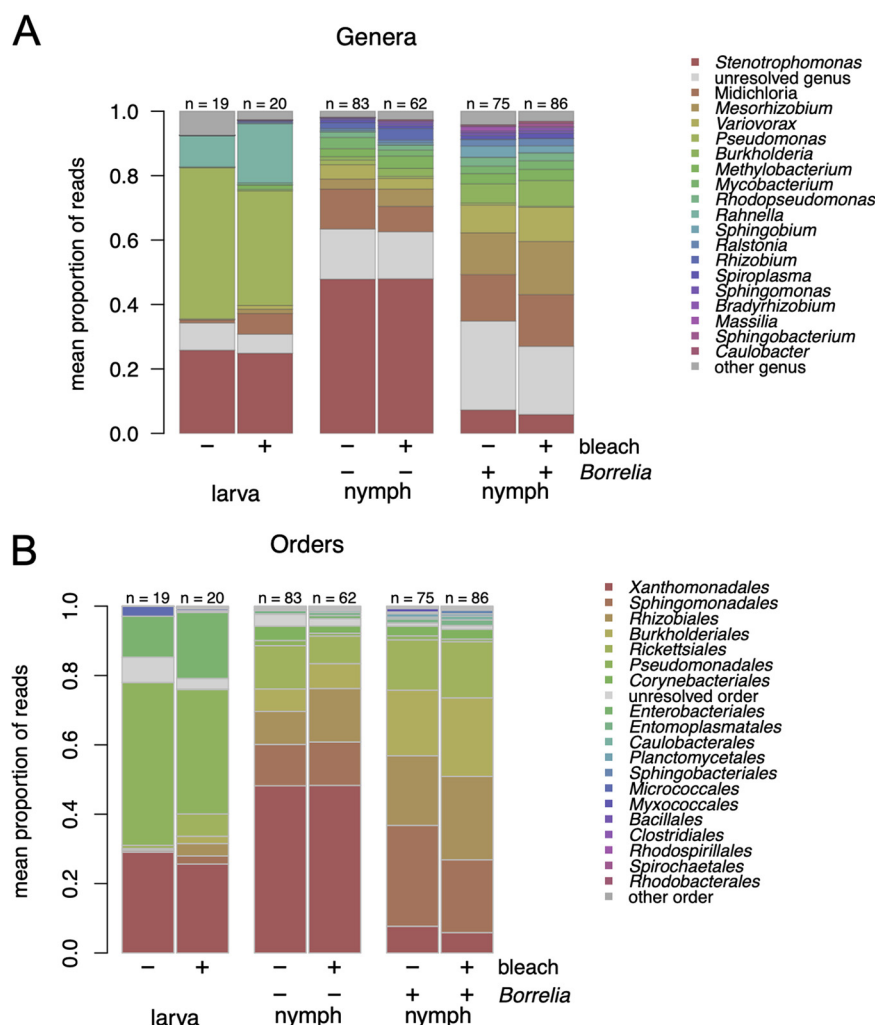 A
Genera
n = 19 n = 20 n = 83 n = 62 n = 75 n = 86
1.0
0.8
0.6
0.4
0.2
0.0
mean proportion of reads
− + − + − + bleach
− − + + Borrelia
larva nymph nymph
Stenotrophomonas
unresolved genus
Midichloria
Mesorhizobium
Variovorax
Pseudomonas
Burkholderia
Methylobacterium
Mycobacterium
Rhodopseudomonas
Rahnella
Sphingobium
Ralstonia
Rhizobium
Spiroplasma
Sphingomonas
Bradyrhizobium
Massilia
Sphingobacterium
Caulobacter
other genus
B
Orders
n = 19 n = 20 n = 83 n = 62 n = 75 n = 86
1.0
0.8
0.6
0.4
0.2
0.0
mean proportion of reads
− + − + − + bleach
− − + + Borrelia
larva nymph nymph
Xanthomonadales
Sphingomonadales
Rhizobiales
Burkholderiales
Rickettsiales
Pseudomonadales
Corynebacteriales
unresolved order
Enterobacteriales
Entomoplasmatales
Caulobacterales
Planctomycetales
Sphingobacteriales
Micrococcales
Myxococcales
Bacillales
Clostridiales
Rhodospirillales
Spirochaetales
Rhodobacterales
other order